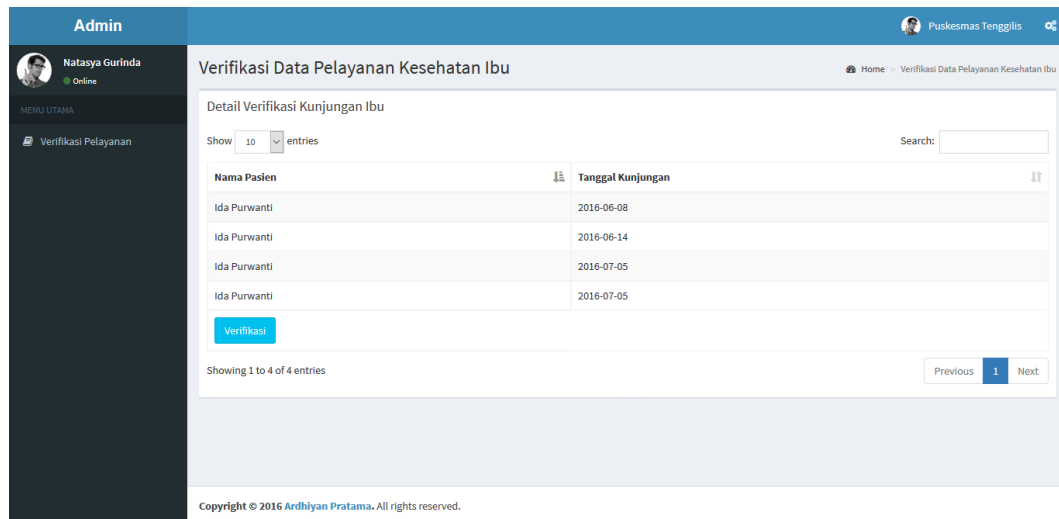 Admin
Puskesmas Tenggilis
Natasya Gurinda
Online
MENU UTAMA
Verifikasi Pelayanan
Verifikasi Data Pelayanan Kesehatan Ibu
Home > Verifikasi Data Pelayanan Kesehatan Ibu
Detail Verifikasi Kunjungan Ibu
Show 10 entries
Search:
Nama Pasien Tanggal Kunjungan
Ida Purwanti 2016-06-08
Ida Purwanti 2016-06-14
Ida Purwanti 2016-07-05
Ida Purwanti 2016-07-05
Verifikasi
Showing 1 to 4 of 4 entries
Previous 1 Next
Copyright © 2016 Ardhiyan Pratama. All rights reserved.